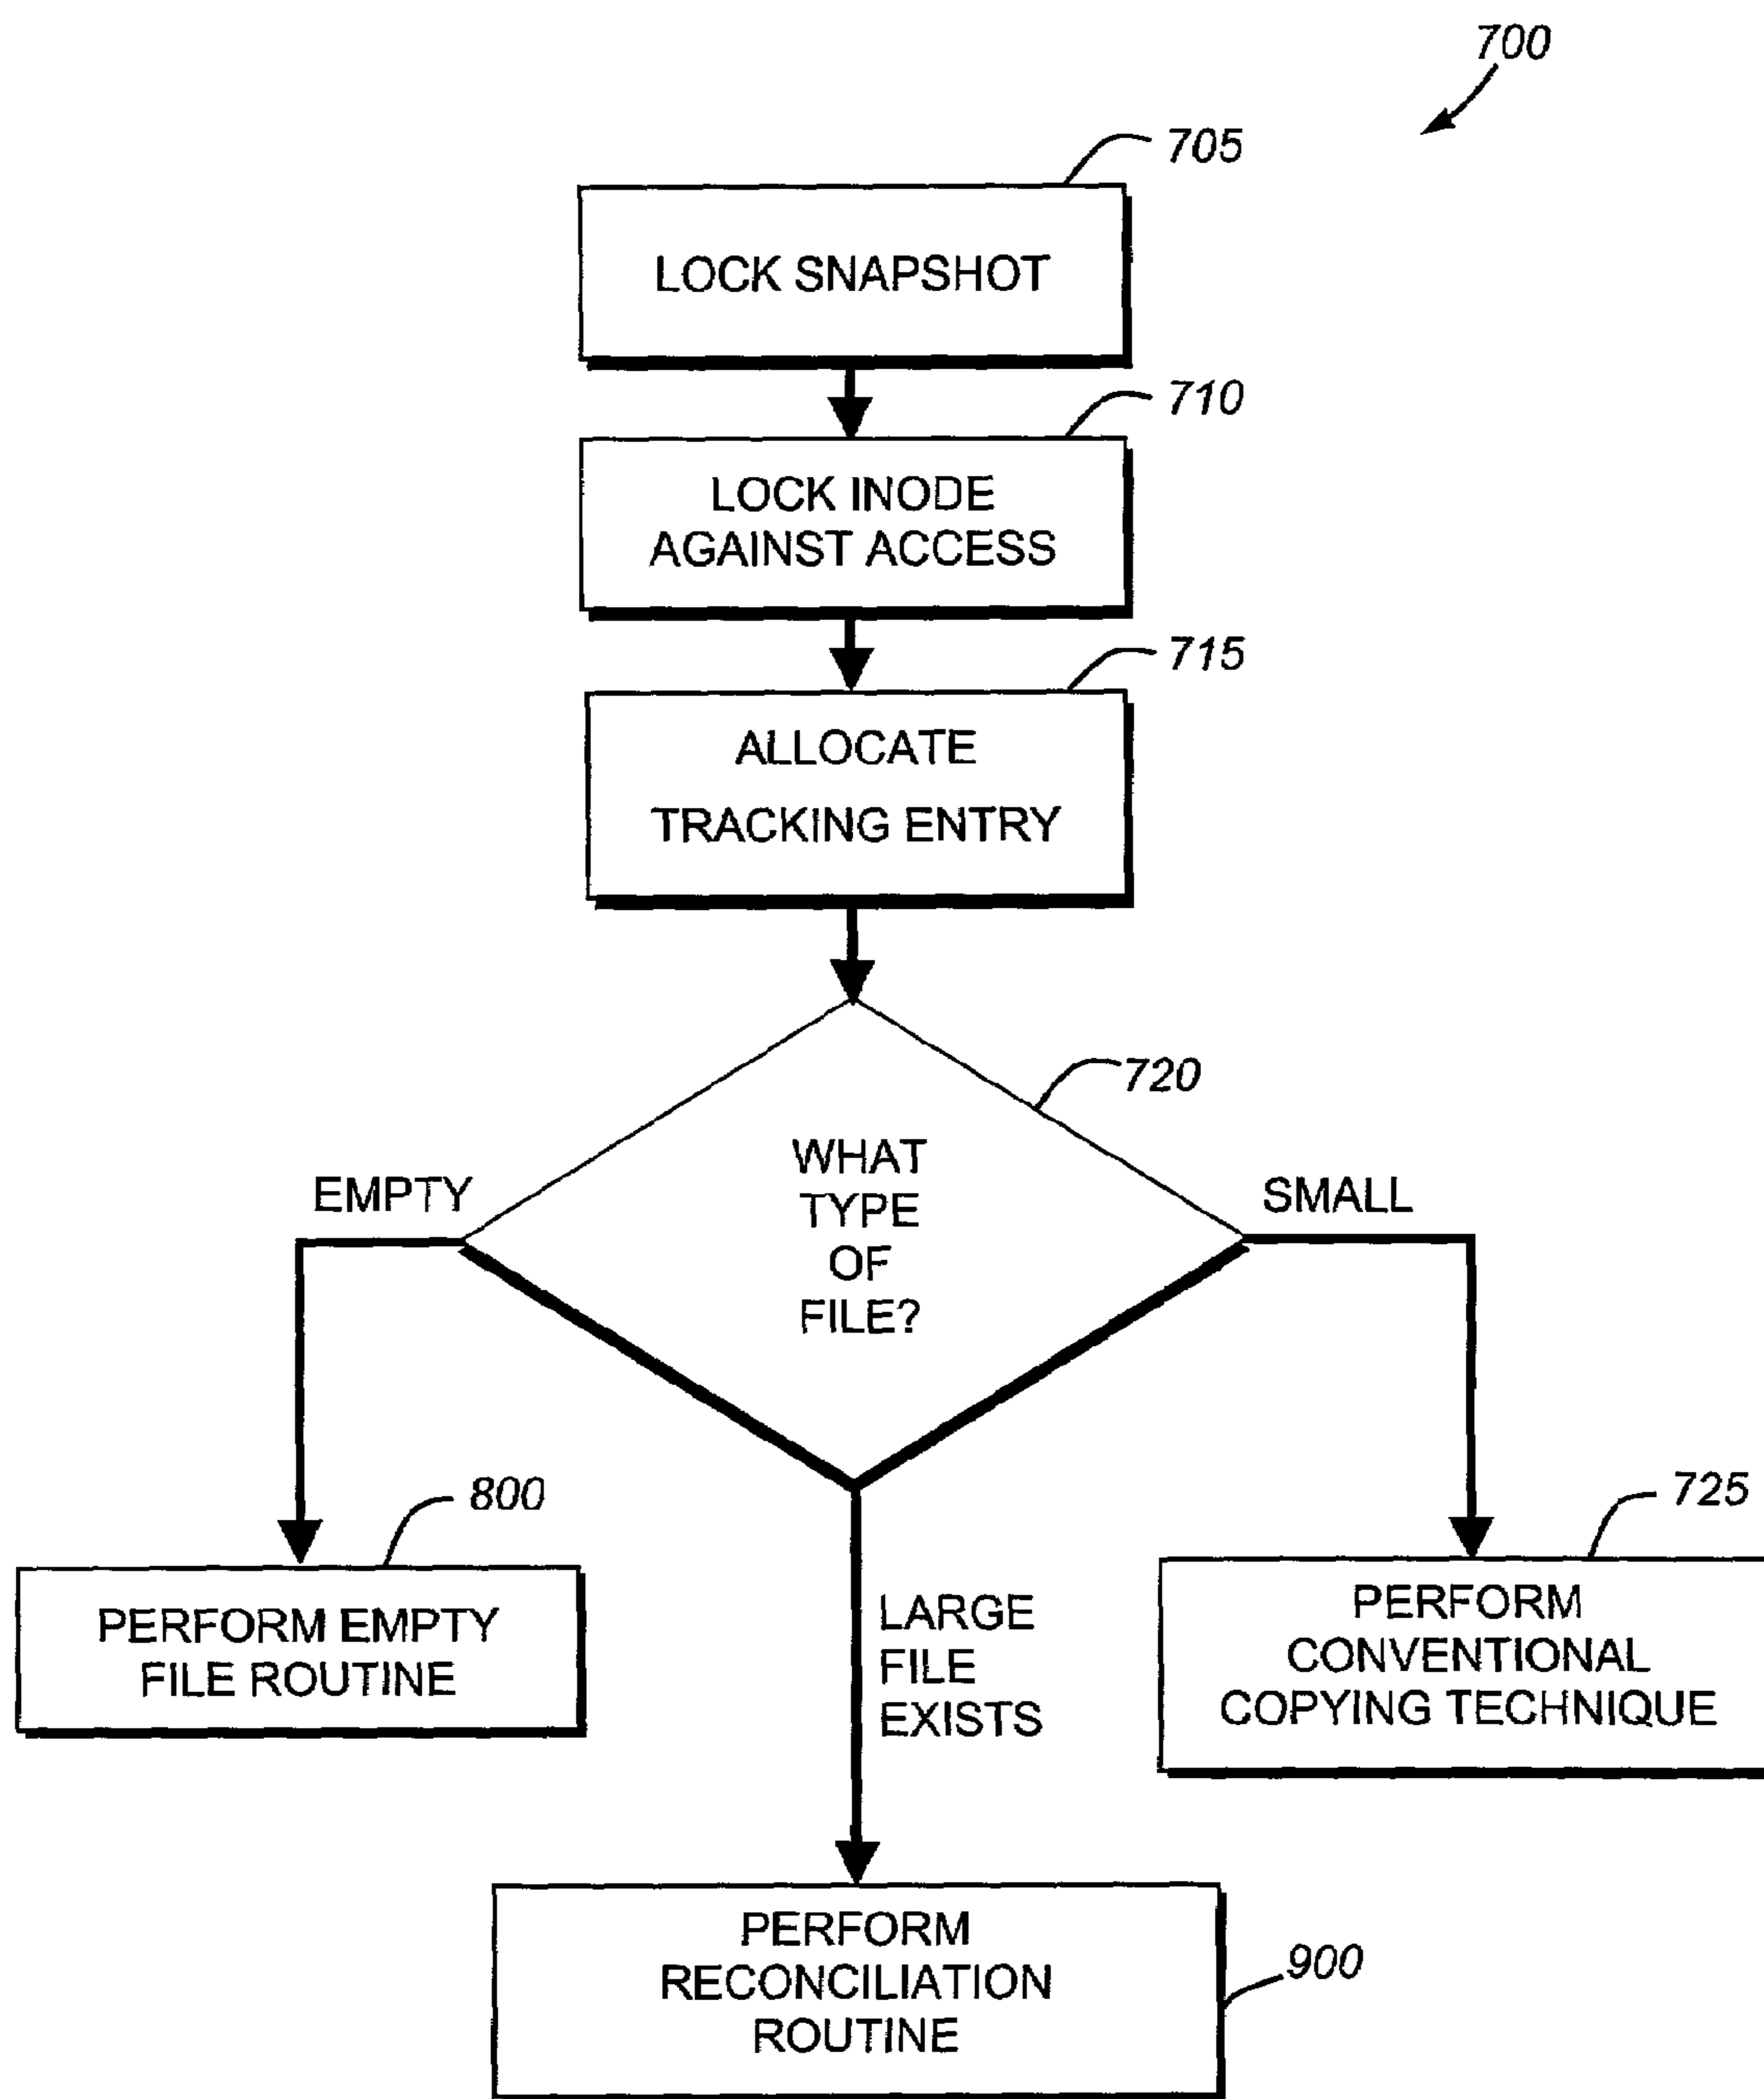 700
705
LOCK SNAPSHOT
710
LOCK INODE
AGAINST ACCESS
715
ALLOCATE
TRACKING ENTRY
720
WHAT
TYPE
OF
FILE?
EMPTY
SMALL
800
PERFORM EMPTY
FILE ROUTINE
LARGE
FILE
EXISTS
725
PERFORM
CONVENTIONAL
COPYING TECHNIQUE
PERFORM
RECONCILIATION
ROUTINE
900